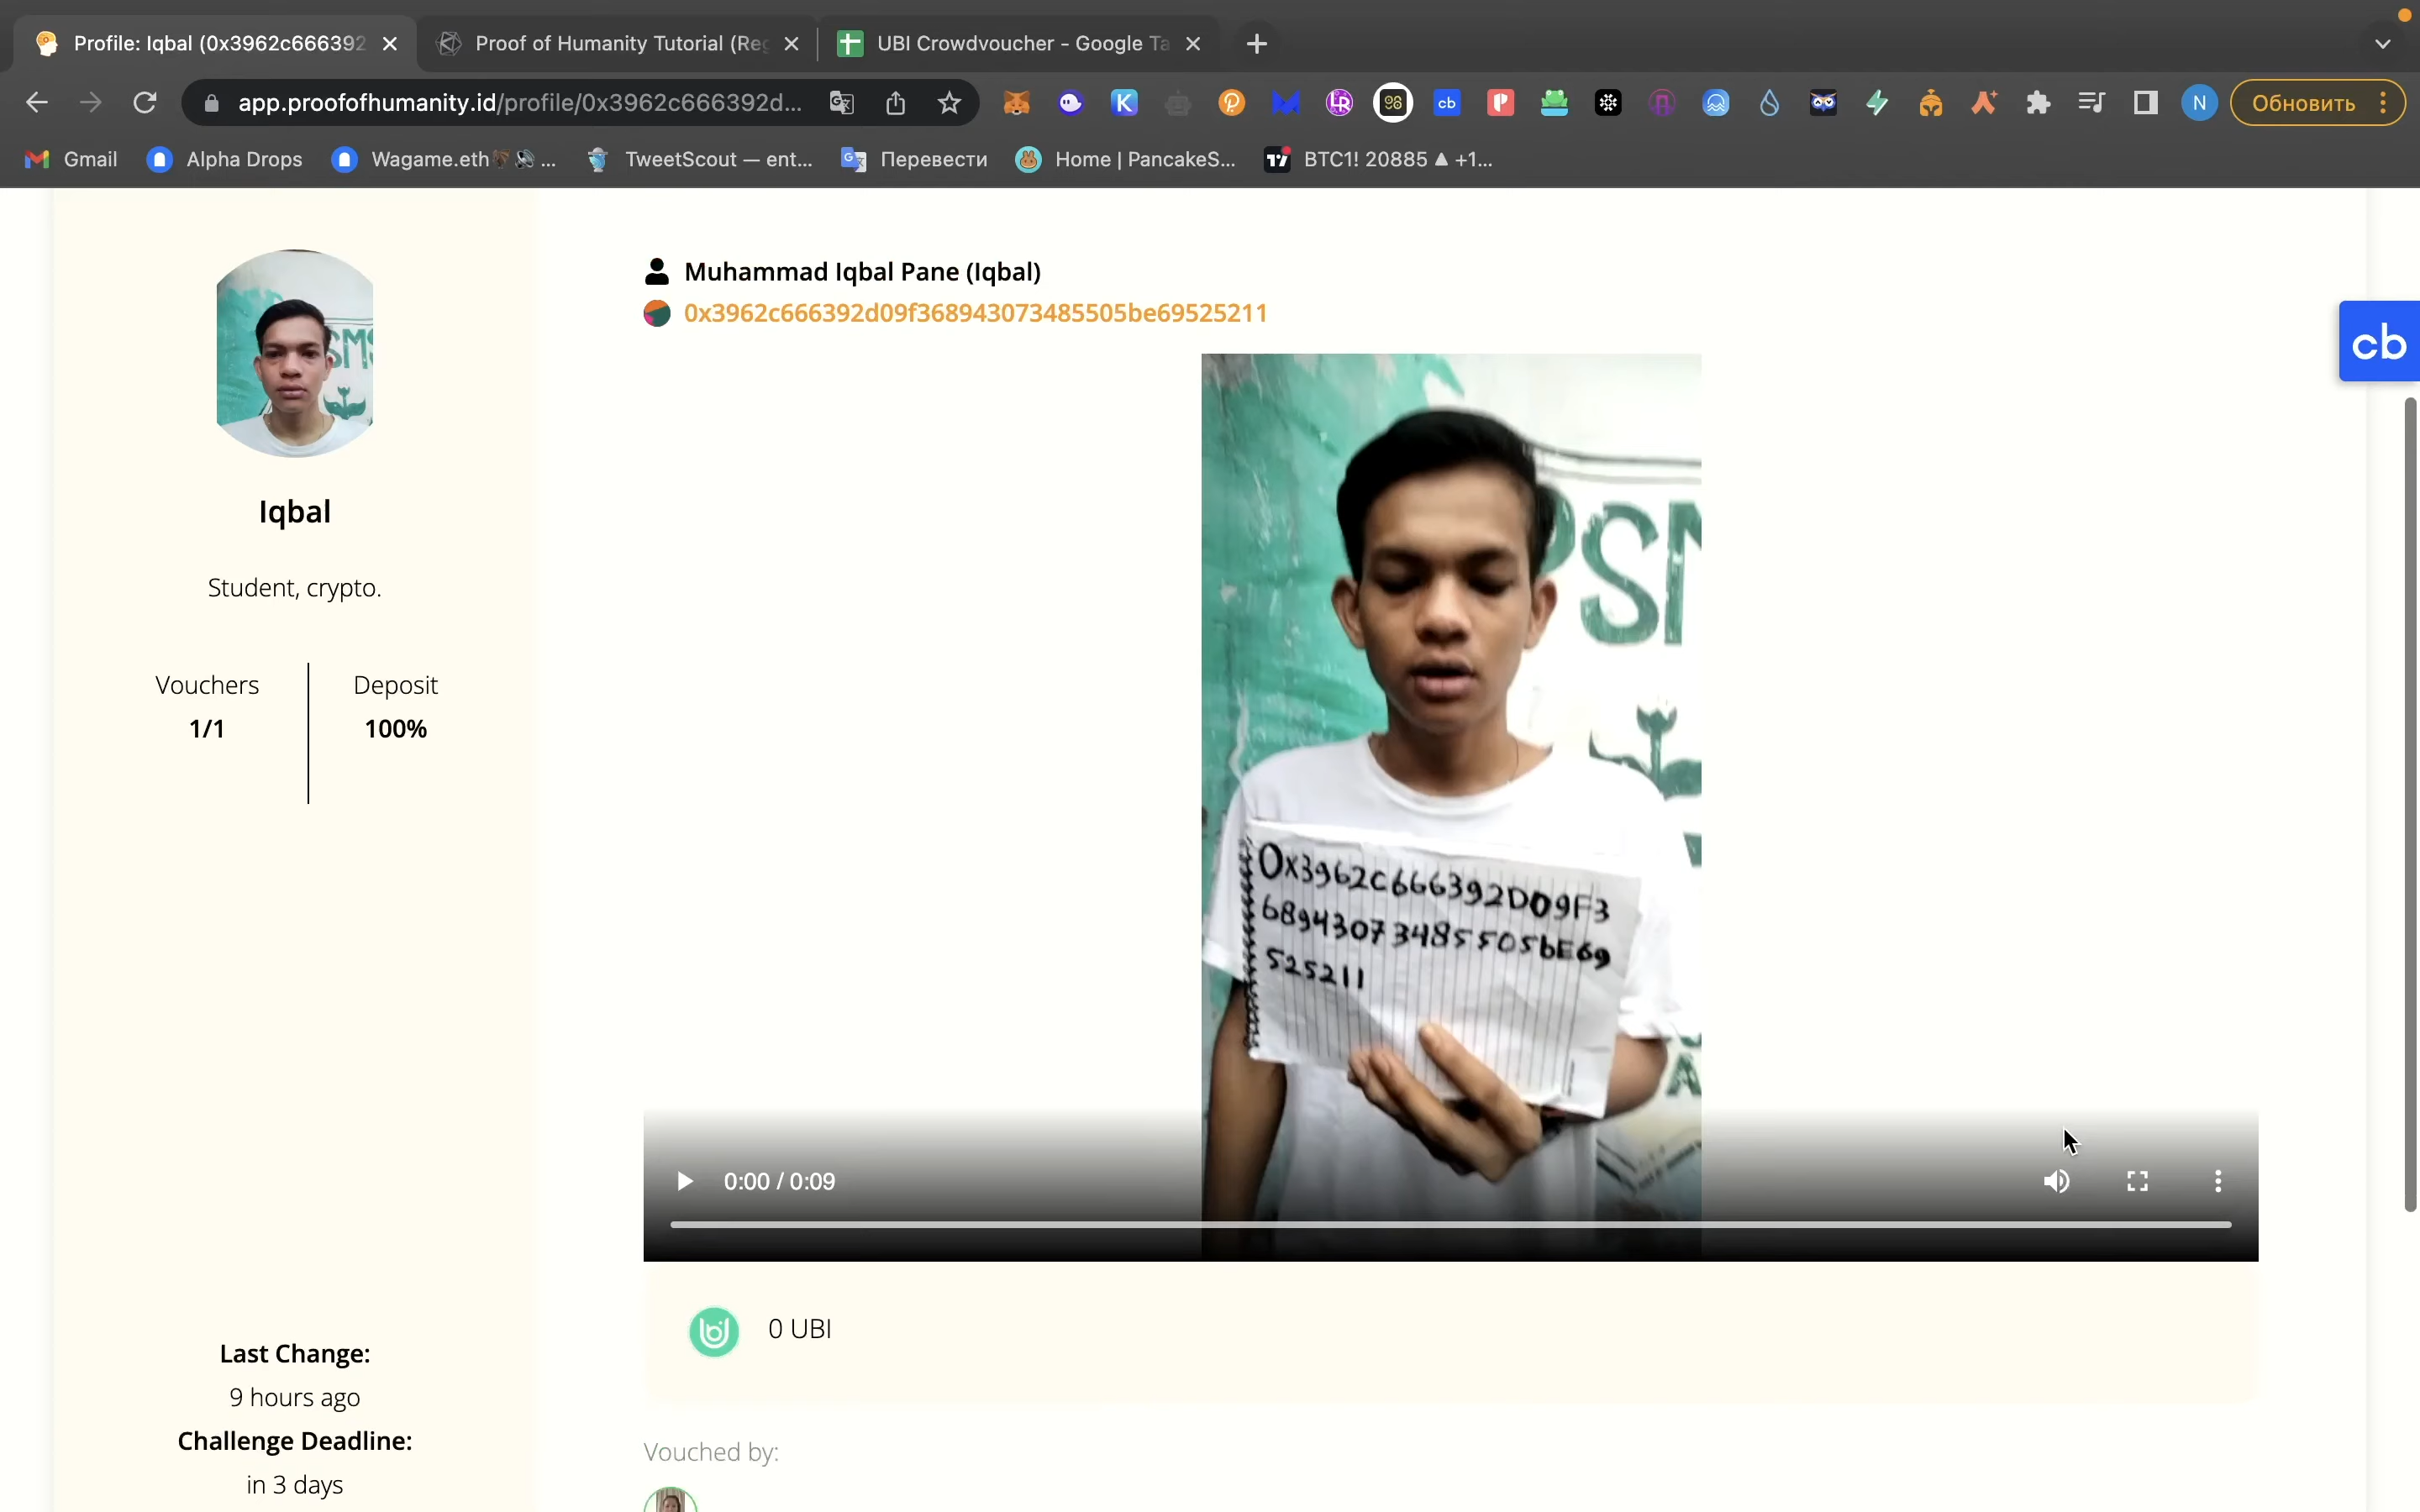 Profile: Iqbal (0x3962c666392
Proof of Humanity Tutorial (Reg
UBI Crowdvoucher - Google Ta
app.proofofhumanity.id/profile/0x3962c666392d...
N
Обновить
Gmail
Alpha Drops
Wagame.eth ...
TweetScout — ent...
Перевести
Home | PancakeS...
BTC1! 20885 ▲ +1...
Muhammad Iqbal Pane (Iqbal)
0x3962c666392d09f368943073485505be69525211
cb
PSM
0x3962C666392D09F3
68943073485505bE69
525211
0:00 / 0:09
Iqbal
Student, crypto.
Vouchers
1/1
Deposit
100%
0 UBI
Last Change:
9 hours ago
Challenge Deadline:
in 3 days
Vouched by: